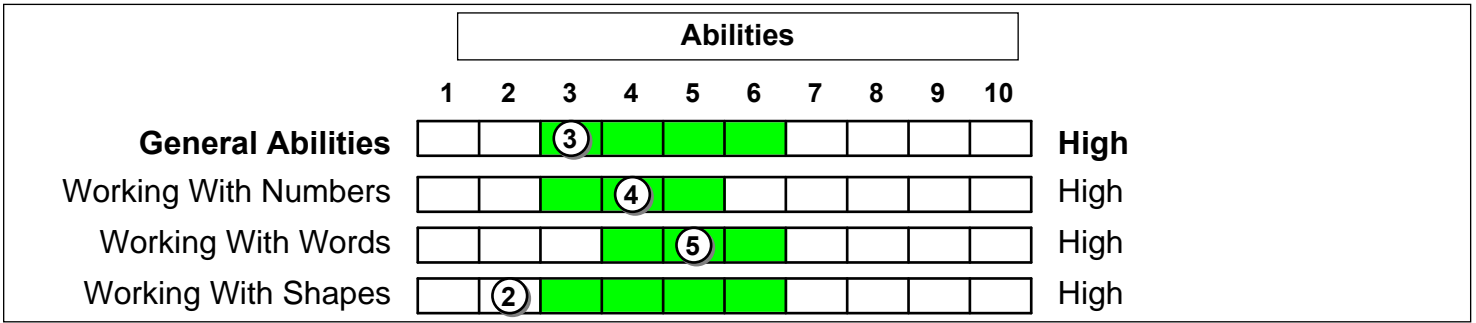 Abilities
1 2 3 4 5 6 7 8 9 10
General Abilities 3 High
Working With Numbers 4 High
Working With Words 5 High
Working With Shapes 2 High